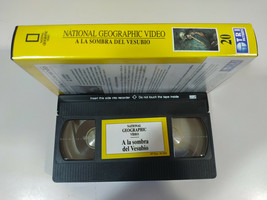 NATIONAL GEOGRAPHIC VIDEO
A LA SOMBRA DEL VESUBIO
20
Insert this side into recorder
Do not touch the tape inside
NATIONAL
GEOGRAPHIC
VIDEO
A la sombra
del Vesubio